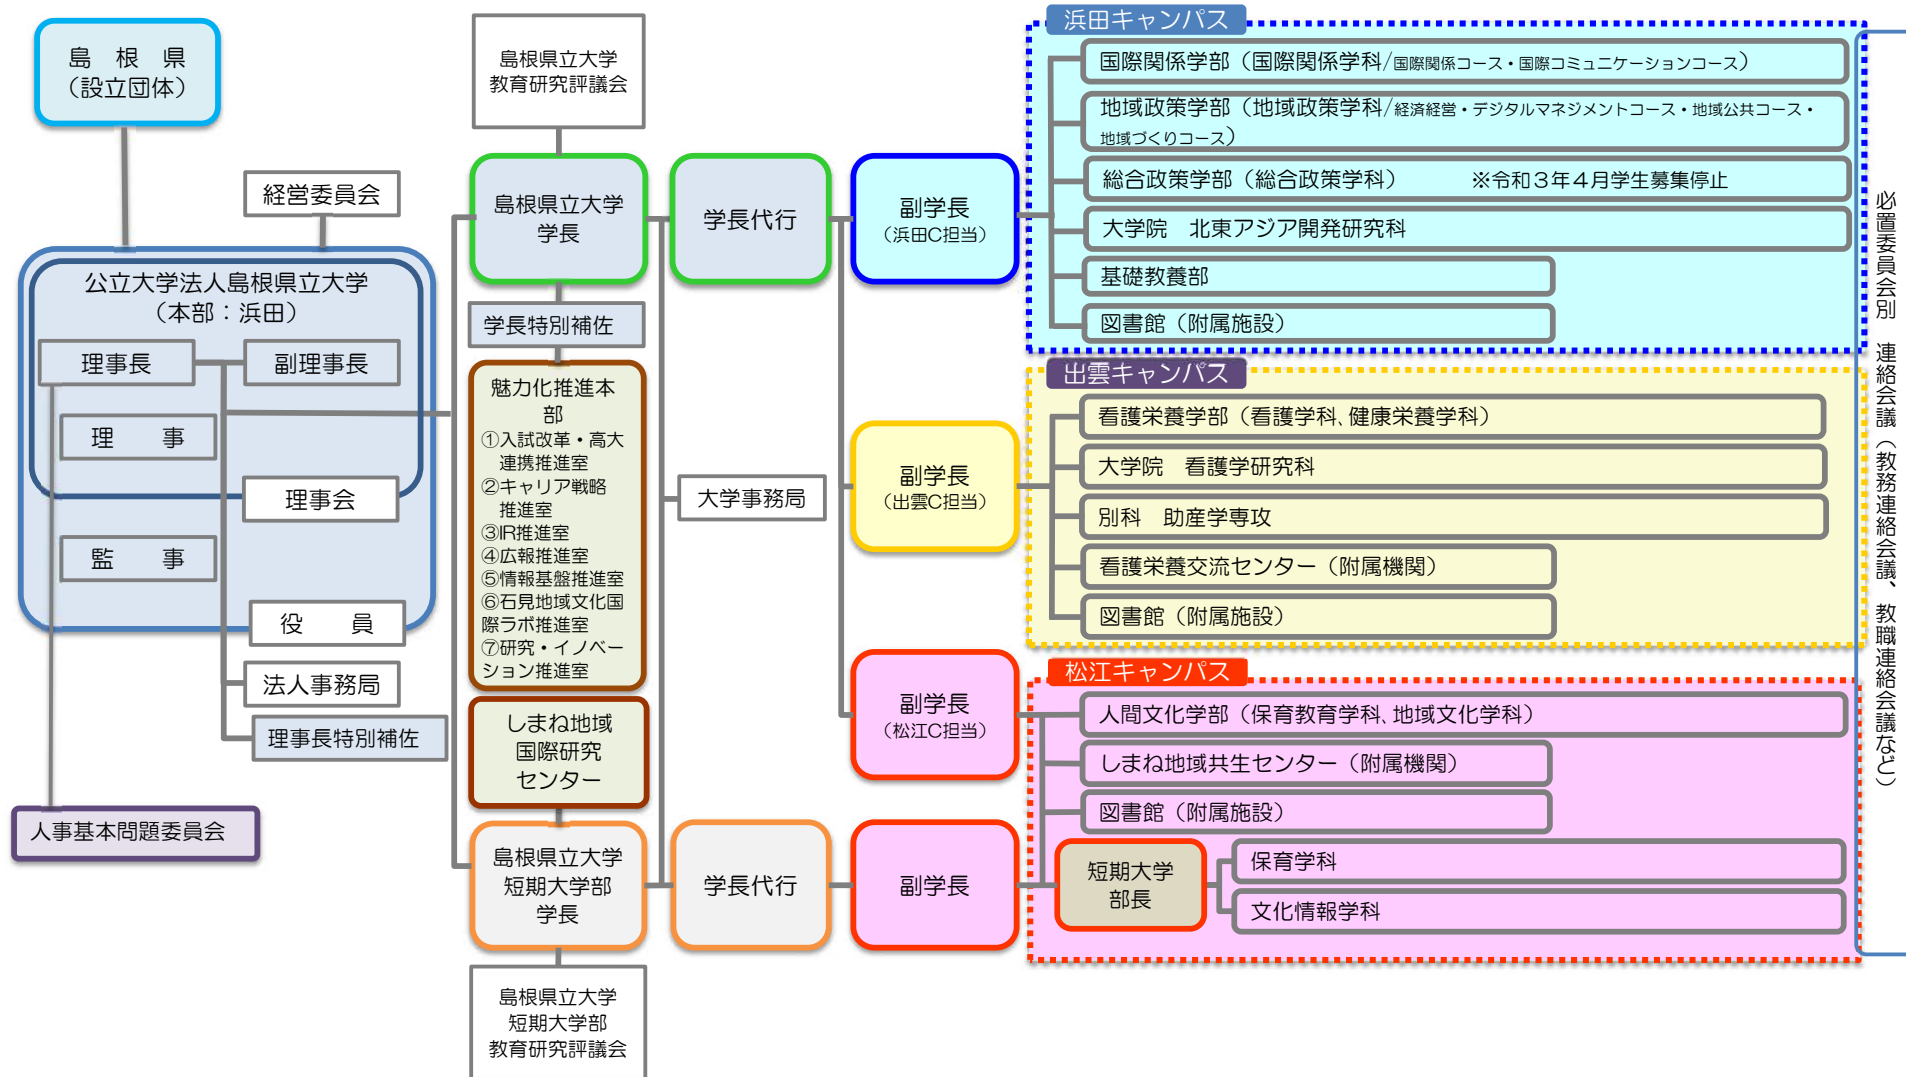 島　根　県
（設立団体）
経営委員会
公立大学法人島根県立大学
（本部：浜田）
理事長
副理事長
理　　事
理事会
監　　事
役　　員
法人事務局
理事長特別補佐
人事基本問題委員会
島根県立大学
教育研究評議会
島根県立大学
学長
学長特別補佐
魅力化推進本
部
①入試改革・高大
連携推進室
②キャリア戦略
推進室
③IR推進室
④広報推進室
⑤情報基盤推進室
⑥石見地域文化国
際ラボ推進室
⑦研究・イノベー
ション推進室
しまね地域
国際研究
センター
島根県立大学
短期大学部
学長
島根県立大学
短期大学部
教育研究評議会
学長代行
大学事務局
学長代行
副学長
（浜田C担当）
副学長
（出雲C担当）
副学長
（松江C担当）
副学長
浜田キャンパス
国際関係学部（国際関係学科/国際関係コース・国際コミュニケーションコース）
地域政策学部（地域政策学科/経済経営・デジタルマネジメントコース・地域公共コース・
地域づくりコース）
総合政策学部（総合政策学科）　　　※令和３年４月学生募集停止
大学院　北東アジア開発研究科
基礎教養部
図書館（附属施設）
出雲キャンパス
看護栄養学部（看護学科、健康栄養学科）
大学院　看護学研究科
別科　助産学専攻
看護栄養交流センター（附属機関）
図書館（附属施設）
松江キャンパス
人間文化学部（保育教育学科、地域文化学科）
しまね地域共生センター（附属機関）
図書館（附属施設）
短期大学
部長
保育学科
文化情報学科
必置委員会別　連絡会議（教務連絡会議、教職連絡会議など）